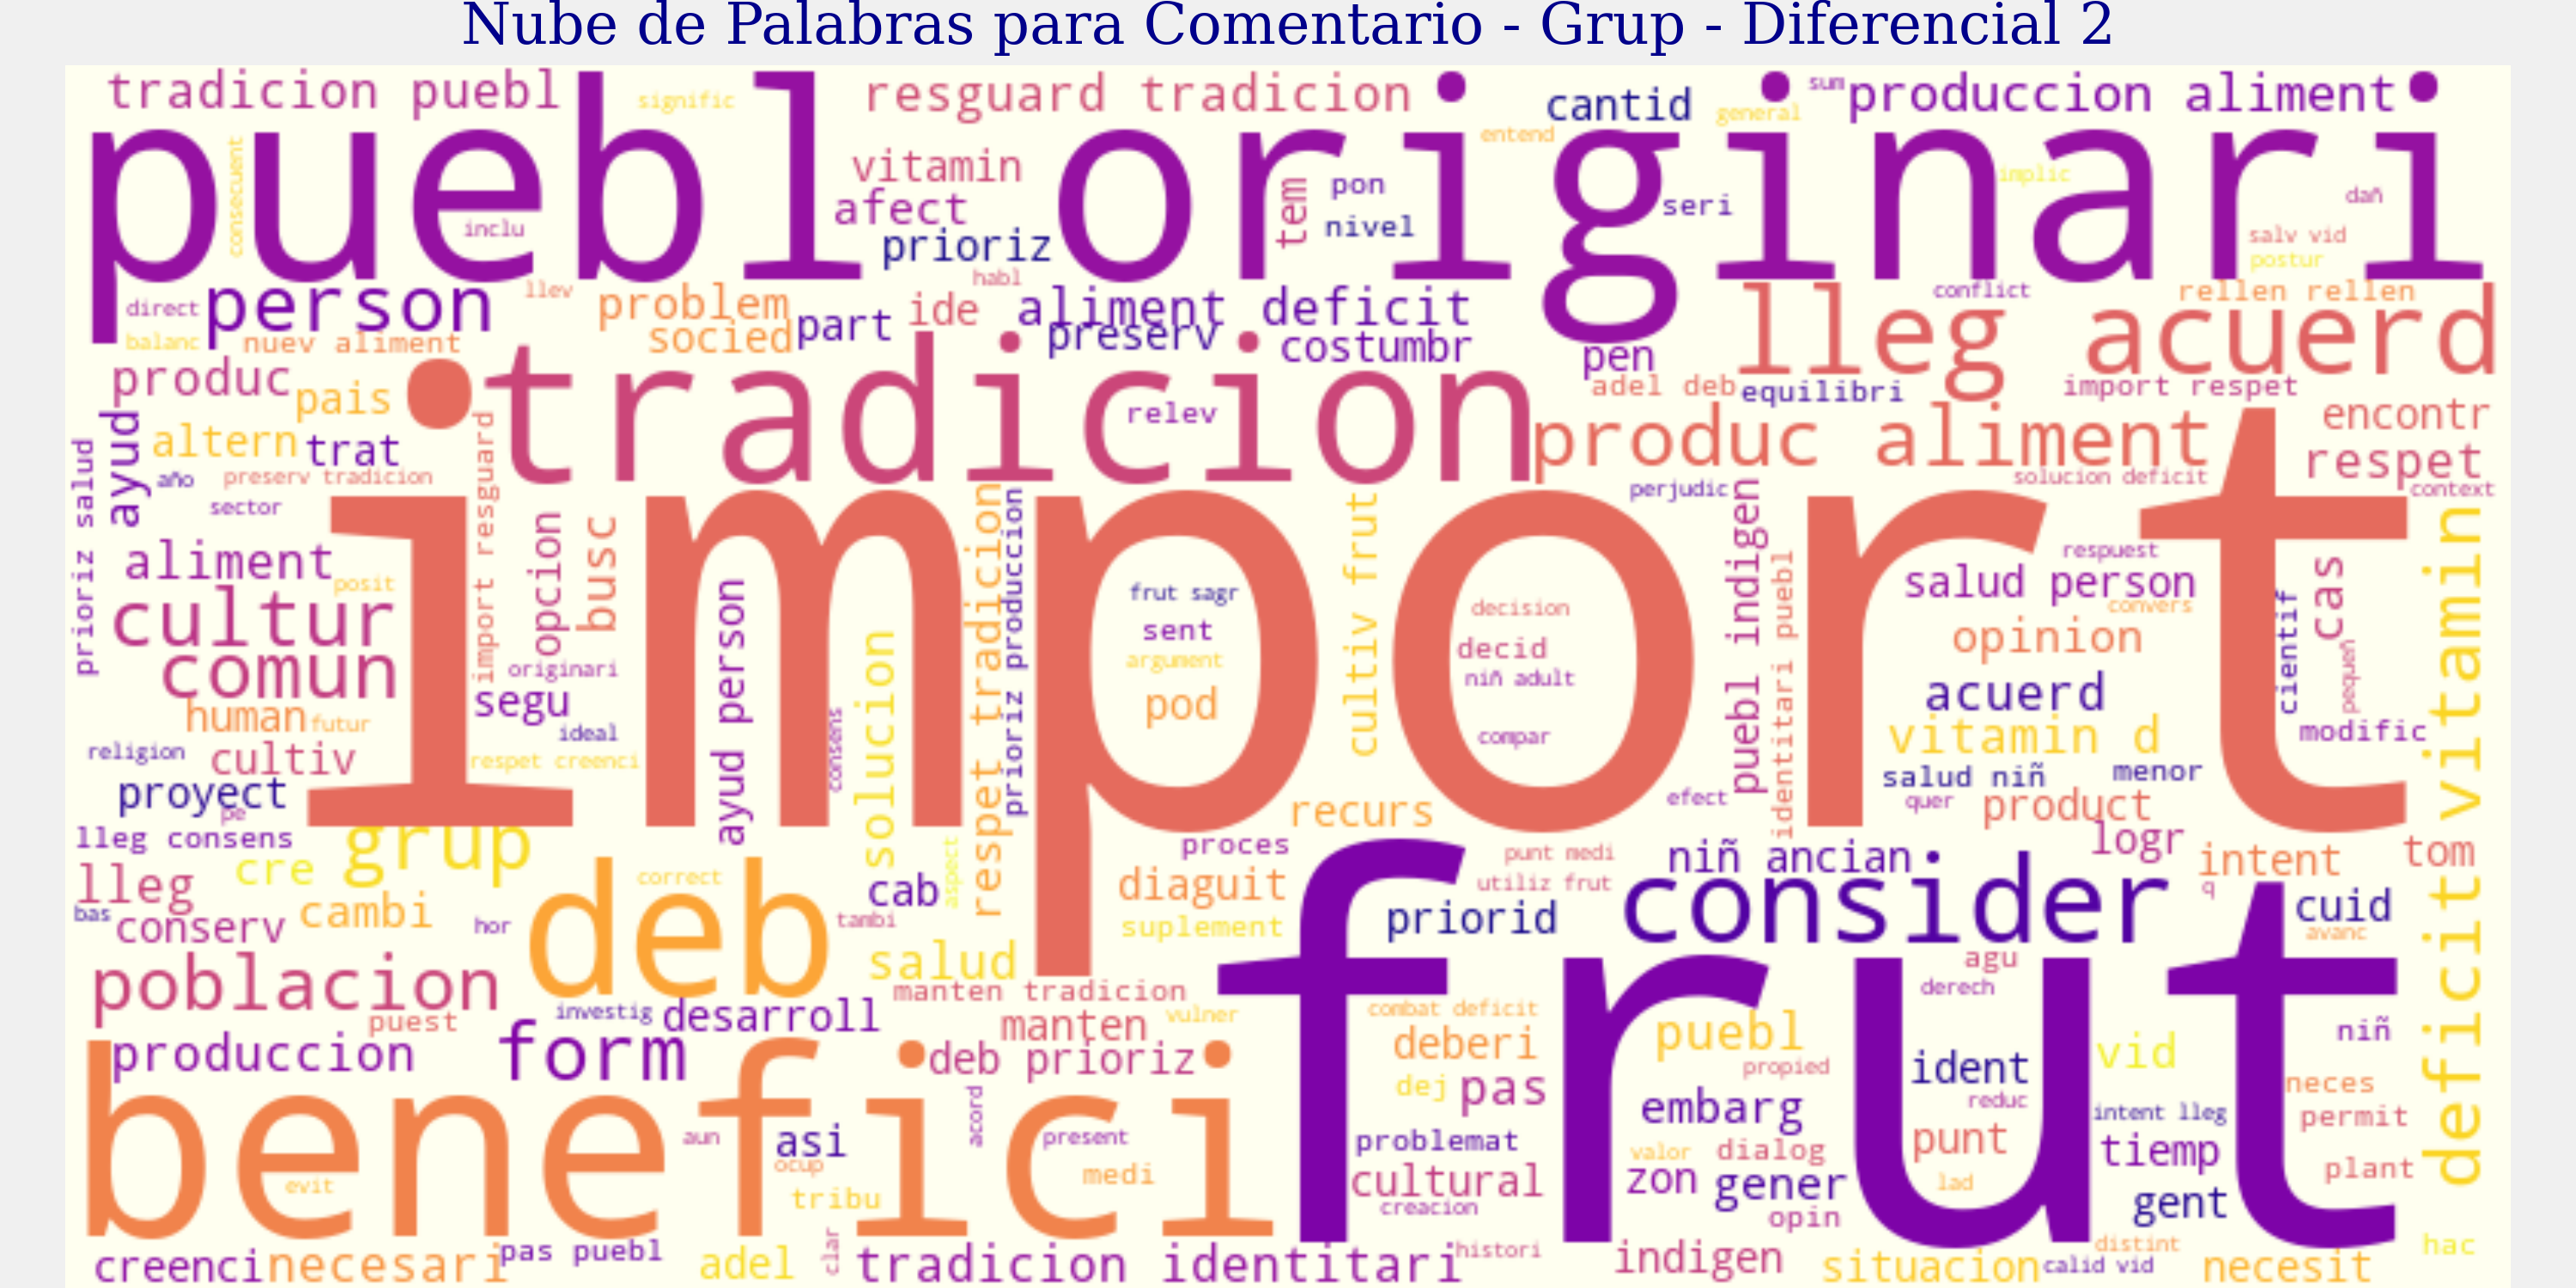 Nube de Palabras para Comentario - Grup - Diferencial 2
tradicion puebl
signific
resguard tradicion
cantid
general
sum
produccion aliment
puebl originari
consecuent
inclu
vitamin
afect
prioriz
habl
tem
pon
nivel
entend
seri
implic
dañ
salv vid
postur
direct
person
llev
problem
socied
part
ide
aliment deficit
preserv
costumbr
pen
conflict
rellen rellen
lleg acuerd
balanc
nuev aliment
produc
pais
tradicion
relev
adel deb
equilibri
import respet
encontr
altern
trat
ayud
año
preserv tradicion
sector
prioriz salud
produc aliment
solucion deficit
respet
context
perjudic
import
import resguard
opcion
busc
aliment
posit
cultur
comun
originari
segu
human
futur
ideal
religion
cultiv
respet creenci
proyect
pe
lleg consens
ayud person
consens
solucion
respet tradicion
prioriz produccion
frut sagr
sent
argument
pod
cultiv frut
decision
decid
niñ adult
compar
puebl indigen
identitari puebl
respuest
salud person
convers
opinion
acuerd
vitamin d
salud niñ
menor
quer
product
efect
recurs
cientif
cas
pequeñ
modific
deficit vitamin
grup
cre
lleg
bas
conserv
cambi
hor
deb
correct
tambi
cab
aspect
salud
proces
diaguit
suplement
punt medi
utiliz frut
priorid
niñ ancian
logr
intent
tom
q
consider
cuid
avanc
poblacion
puest
investig
desarroll
manten tradicion
manten
vulner
produccion
form
deb prioriz
frut
combat deficit
deberi
dej
pas
puebl
propied
agu
derech
ident
reduc
vid
niñ
neces
permit
embarg
intent lleg
problemat
benefici
evit
aun
asi
ocup
tribu
acord
present
medi
cultural
creacion
valor
dialog
zon
gener
opin
punt
lad
tiemp
gent
plant
creenci
necesari
pas puebl
adel
clar
tradicion identitari
histori
indigen
situacion
calid vid
distint
necesit
hac